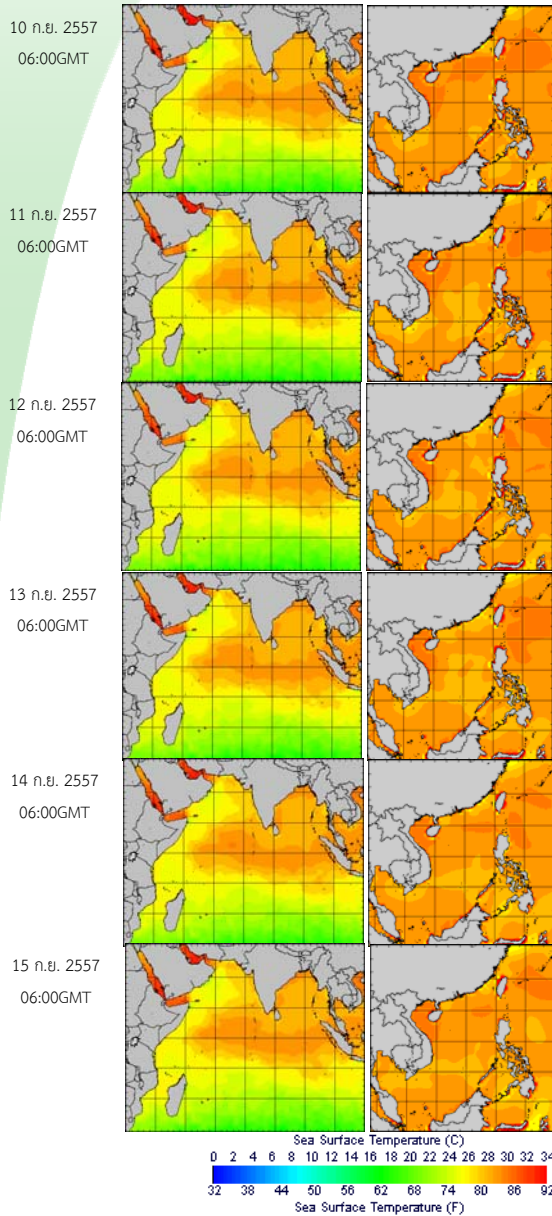 10 ก.ย. 2557
06:00GMT
11 ก.ย. 2557
06:00GMT
12 ก.ย. 2557
06:00GMT
13 ก.ย. 2557
06:00GMT
14 ก.ย. 2557
06:00GMT
15 ก.ย. 2557
06:00GMT
Sea Surface Temperature (C)
0 2 4 6 8 10 12 14 16 18 20 22 24 26 28 30 32 34
32 38 44 50 56 62 68 74 80 86 92
Sea Surface Temperature (F)